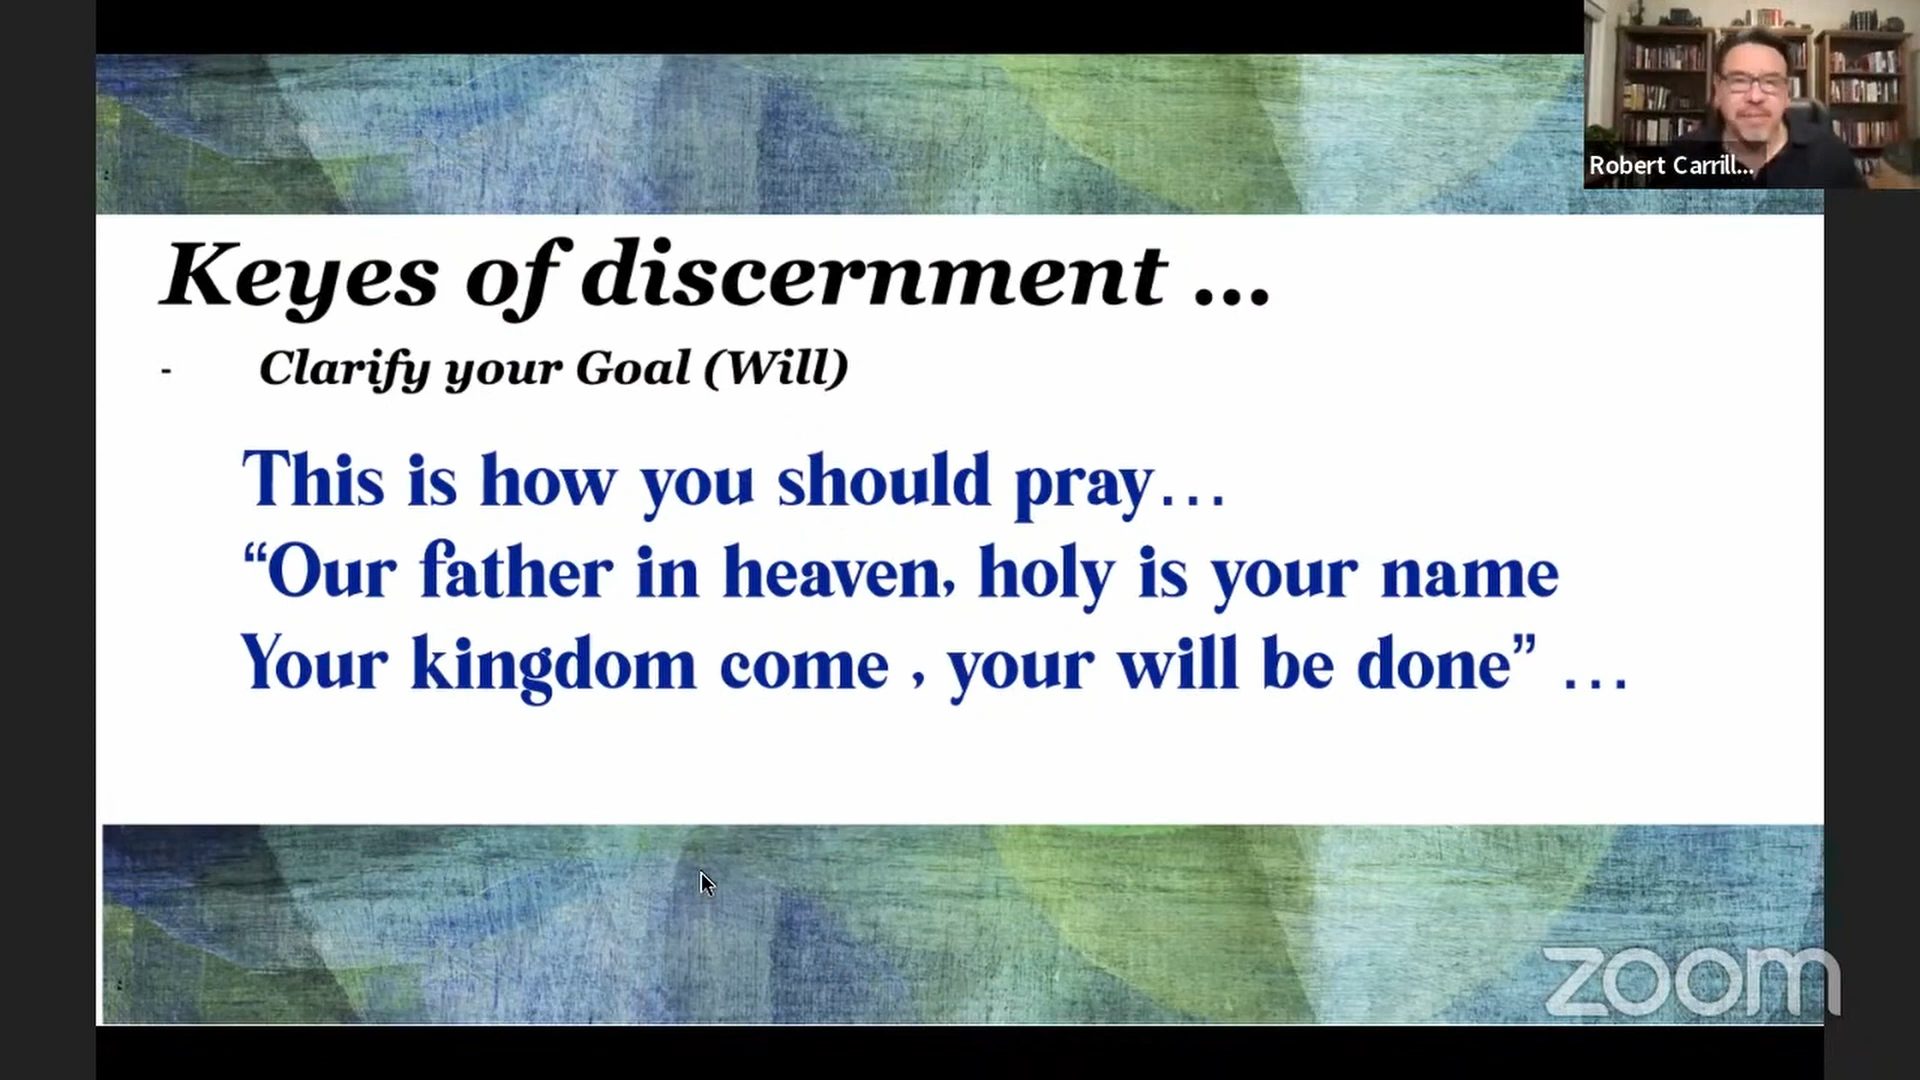 Robert Carrill...
Keyes of discernment ...
- Clarify your Goal (Will)
This is how you should pray...
“Our father in heaven, holy is your name
Your kingdom come , your will be done” ...
zoom